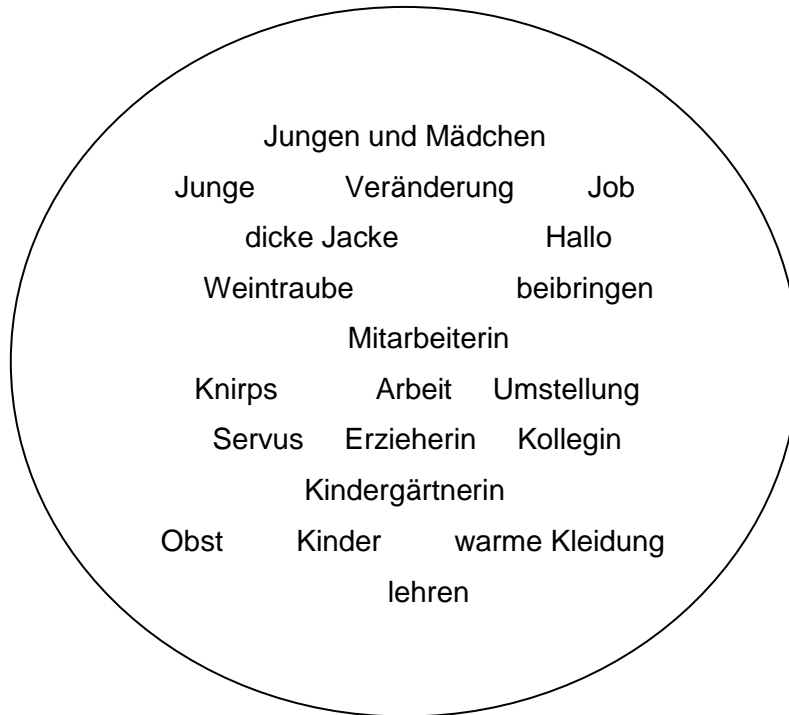 Jungen und Mädchen
Junge Veränderung Job
dicke Jacke Hallo
Weintraube beibringen
Mitarbeiterin
Knirps Arbeit Umstellung
Servus Erzieherin Kollegin
Kindergärtnerin
Obst Kinder warme Kleidung
lehren